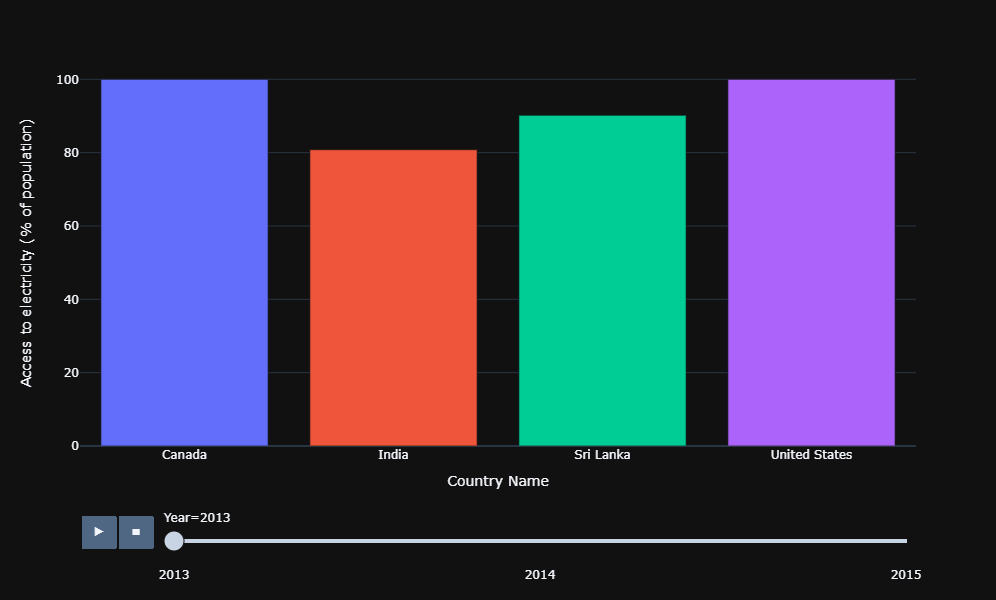 Access to electricity (% of population)
100
80
60
40
20
0
Canada India Sri Lanka United States
Country Name
Year=2013
2013 2014 2015